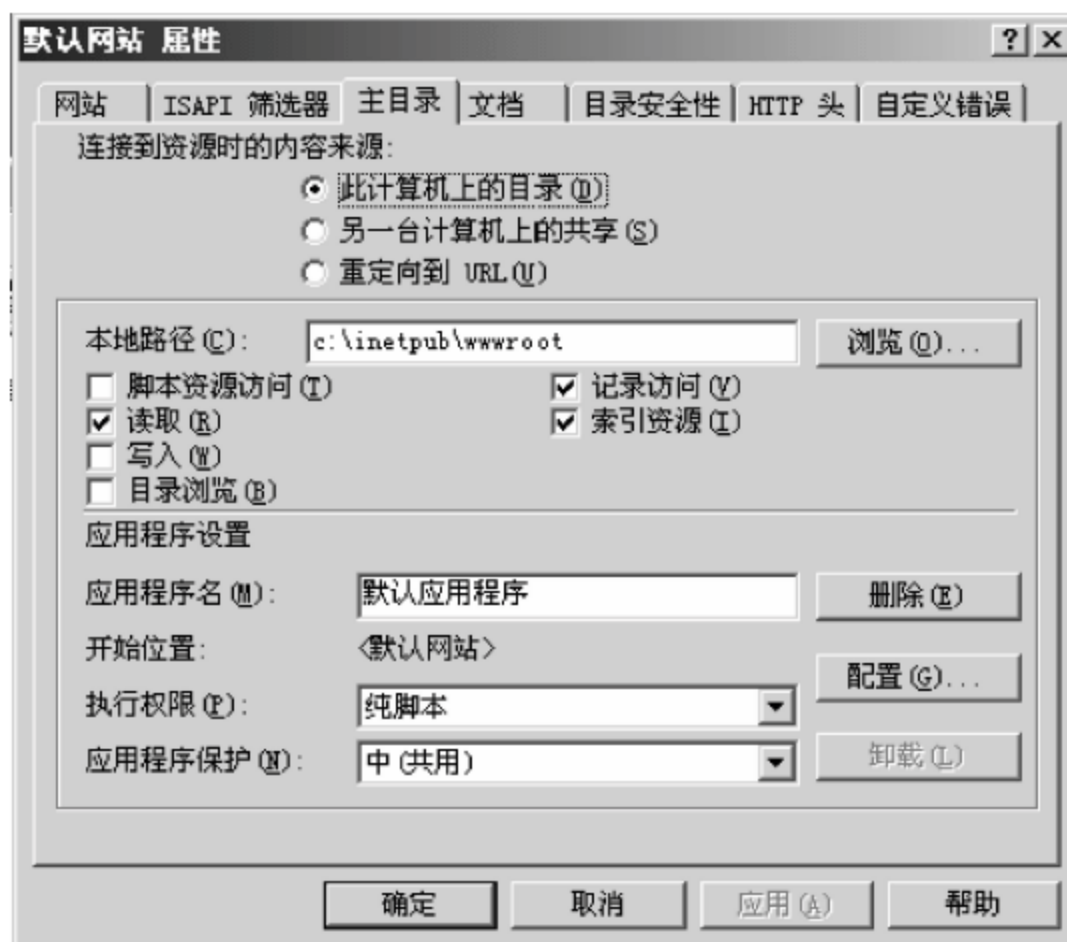 默认网站 属性
网站 ISAPI 筛选器 主目录 文档 目录安全性 HTTP 头 自定义错误
连接到资源时的内容来源:
此计算机上的目录(D)
另一台计算机上的共享(S)
重定向到 URL(U)
本地路径(C): c:\inetpub\wwwroot 浏览(O)...
脚本资源访问(T) 记录访问(V)
读取(R) 索引资源(I)
写入(W)
目录浏览(B)
应用程序设置
应用程序名(M): 默认应用程序 删除(E)
开始位置: <默认网站>
配置(G)...
执行权限(P): 纯脚本
应用程序保护(N): 中(共用) 卸载(L)
确定 取消 应用(A) 帮助